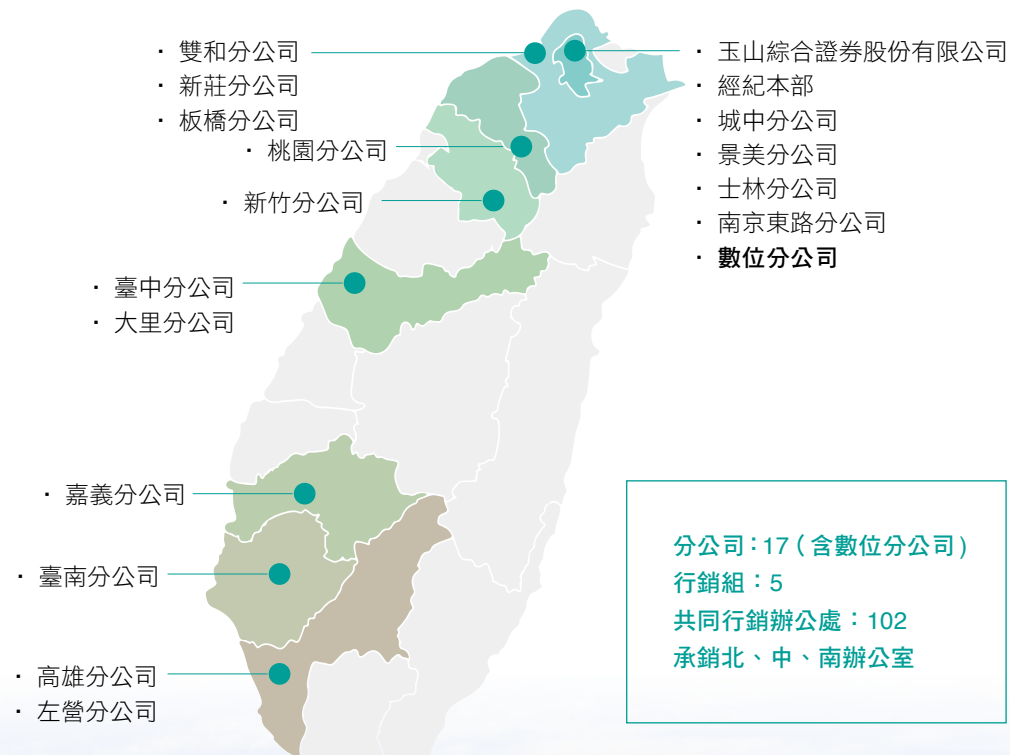 · 雙和分公司
· 新莊分公司
· 板橋分公司
· 桃園分公司
· 新竹分公司
· 臺中分公司
· 大里分公司
· 嘉義分公司
· 臺南分公司
· 高雄分公司
· 左營分公司
· 玉山綜合證券股份有限公司
· 經紀本部
· 城中分公司
· 景美分公司
· 士林分公司
· 南京東路分公司
· 數位分公司
分公司：17（含數位分公司）
行銷組：5
共同行銷辦公處：102
承銷北、中、南辦公室